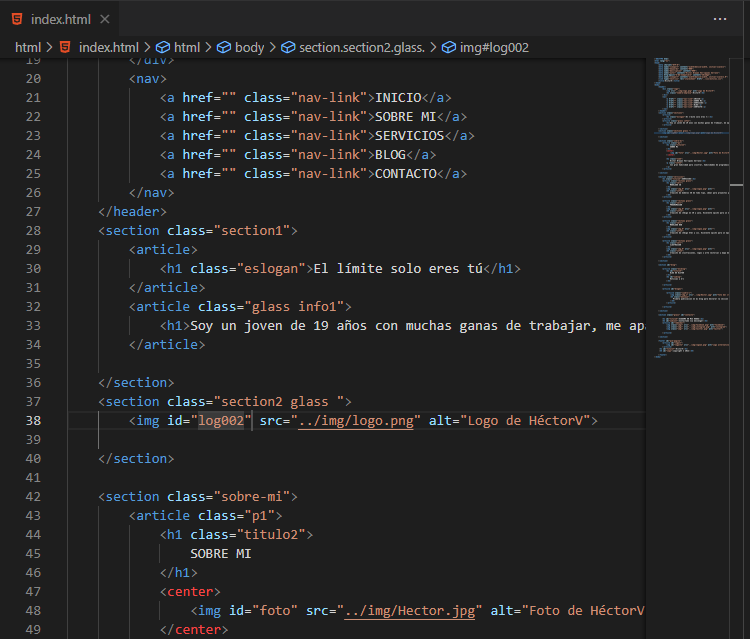 index.html
html > index.html > html > body > section.section2.glass. > img#log002
19 </div>
20 <nav>
21 <a href="" class="nav-link">INICIO</a>
22 <a href="" class="nav-link">SOBRE MI</a>
23 <a href="" class="nav-link">SERVICIOS</a>
24 <a href="" class="nav-link">BLOG</a>
25 <a href="" class="nav-link">CONTACTO</a>
26 </nav>
27 </header>
28 <section class="section1">
29 <article>
30 <h1 class="eslogan">El límite solo eres tú</h1>
31 </article>
32 <article class="glass info1">
33 <h1>Soy un joven de 19 años con muchas ganas de trabajar, me apa
34 </article>
35
36 </section>
37 <section class="section2 glass ">
38 <img id="log002" src="../img/logo.png" alt="Logo de HéctorV">
39
40 </section>
41
42 <section class="sobre-mi">
43 <article class="p1">
44 <h1 class="titulo2">
45 SOBRE MI
46 </h1>
47 <center>
48 <img id="foto" src="../img/Hector.jpg" alt="Foto de HéctorV
49 </center>